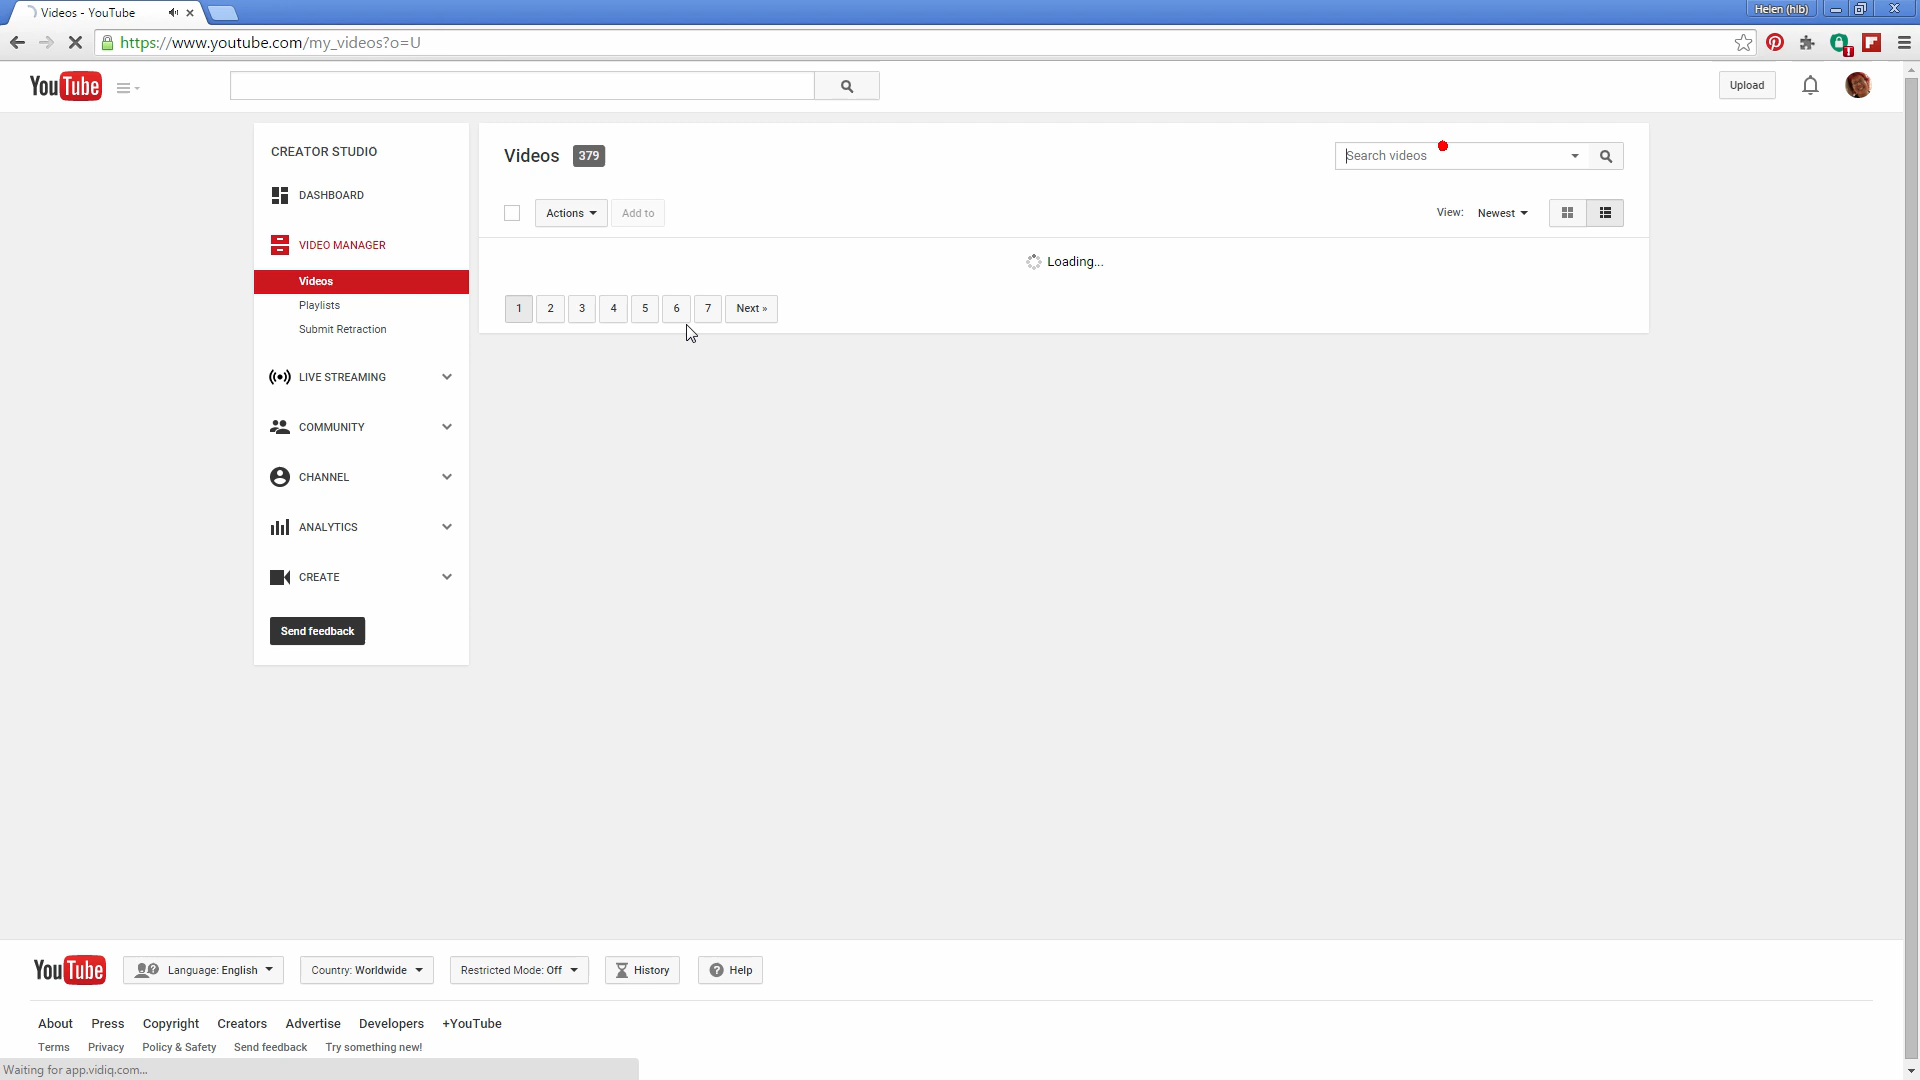 Videos - YouTube
Helen (hlb)
https://www.youtube.com/my_videos?o=U
YouTube
Upload
CREATOR STUDIO
DASHBOARD
VIDEO MANAGER
Videos
Playlists
Submit Retraction
LIVE STREAMING
COMMUNITY
CHANNEL
ANALYTICS
CREATE
Send feedback
Videos 379
Search videos
Actions
Add to
View: Newest
Loading...
1 2 3 4 5 6 7 Next »
YouTube
Language: English
Country: Worldwide
Restricted Mode: Off
History
Help
About Press Copyright Creators Advertise Developers +YouTube
Terms Privacy Policy & Safety Send feedback Try something new!
Waiting for app.vidiq.com...